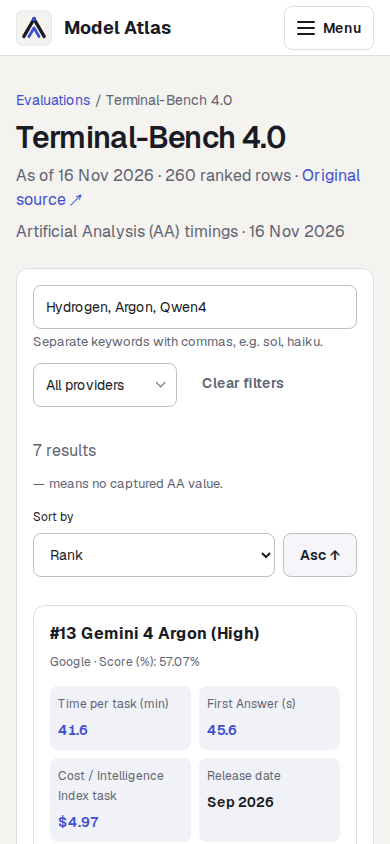 Model Atlas
Menu
Evaluations / Terminal-Bench 4.0
Terminal-Bench 4.0
As of 16 Nov 2026 · 260 ranked rows · Original
source ↗
Artificial Analysis (AA) timings · 16 Nov 2026
Hydrogen, Argon, Qwen4
Separate keywords with commas, e.g. sol, haiku.
All providers
Clear filters
7 results
— means no captured AA value.
Sort by
Rank
Asc ↑
#13 Gemini 4 Argon (High)
Google · Score (%): 57.07%
Time per task (min)
41.6
First Answer (s)
45.6
Cost / Intelligence
Index task
$4.97
Release date
Sep 2026